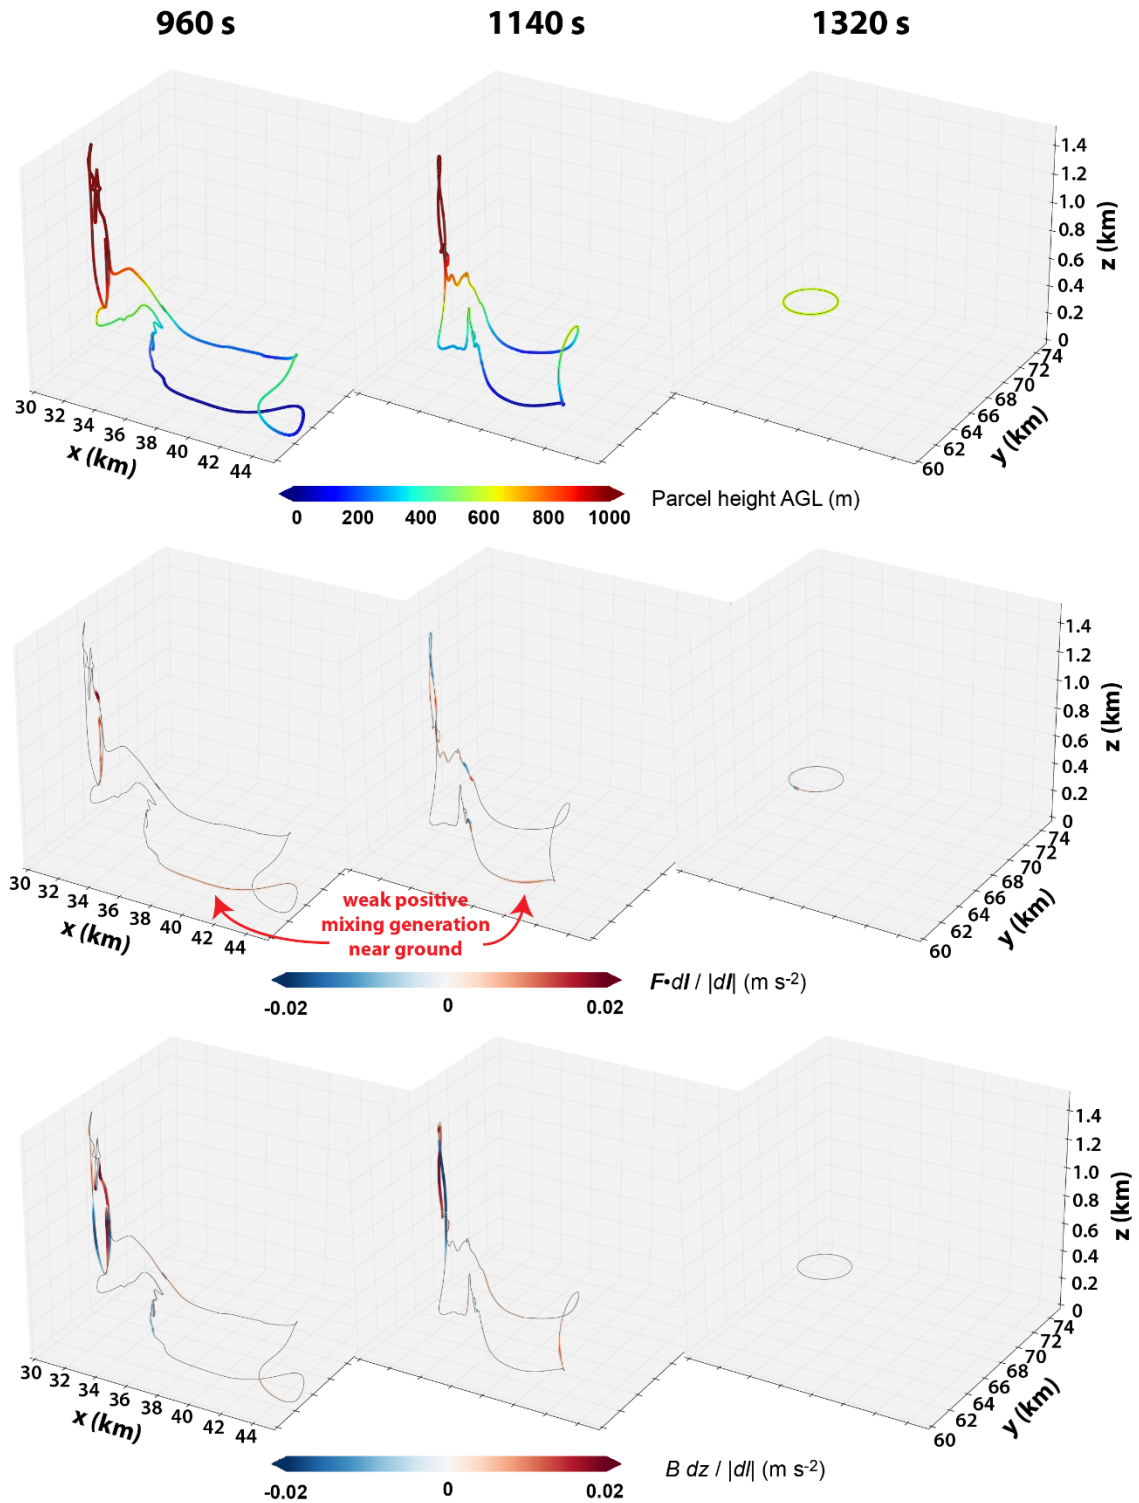 960 s
1140 s
1320 s
1.4
1.2
1.0
0.8
0.6
0.4
0.2
0
z (km)
30 32 34 36 38 40 42 44
x (km)
60 62 64 66 68 70 72 74
y (km)
0 200 400 600 800 1000
Parcel height AGL (m)
1.4
1.2
1.0
0.8
0.6
0.4
0.2
0
z (km)
30 32 34 36 38 40 42 44
x (km)
60 62 64 66 68 70 72 74
y (km)
weak positive
mixing generation
near ground
-0.02 0 0.02
F•dl / |dl| (m s-2)
1.4
1.2
1.0
0.8
0.6
0.4
0.2
0
z (km)
30 32 34 36 38 40 42 44
x (km)
60 62 64 66 68 70 72 74
y (km)
-0.02 0 0.02
B dz / |dl| (m s-2)